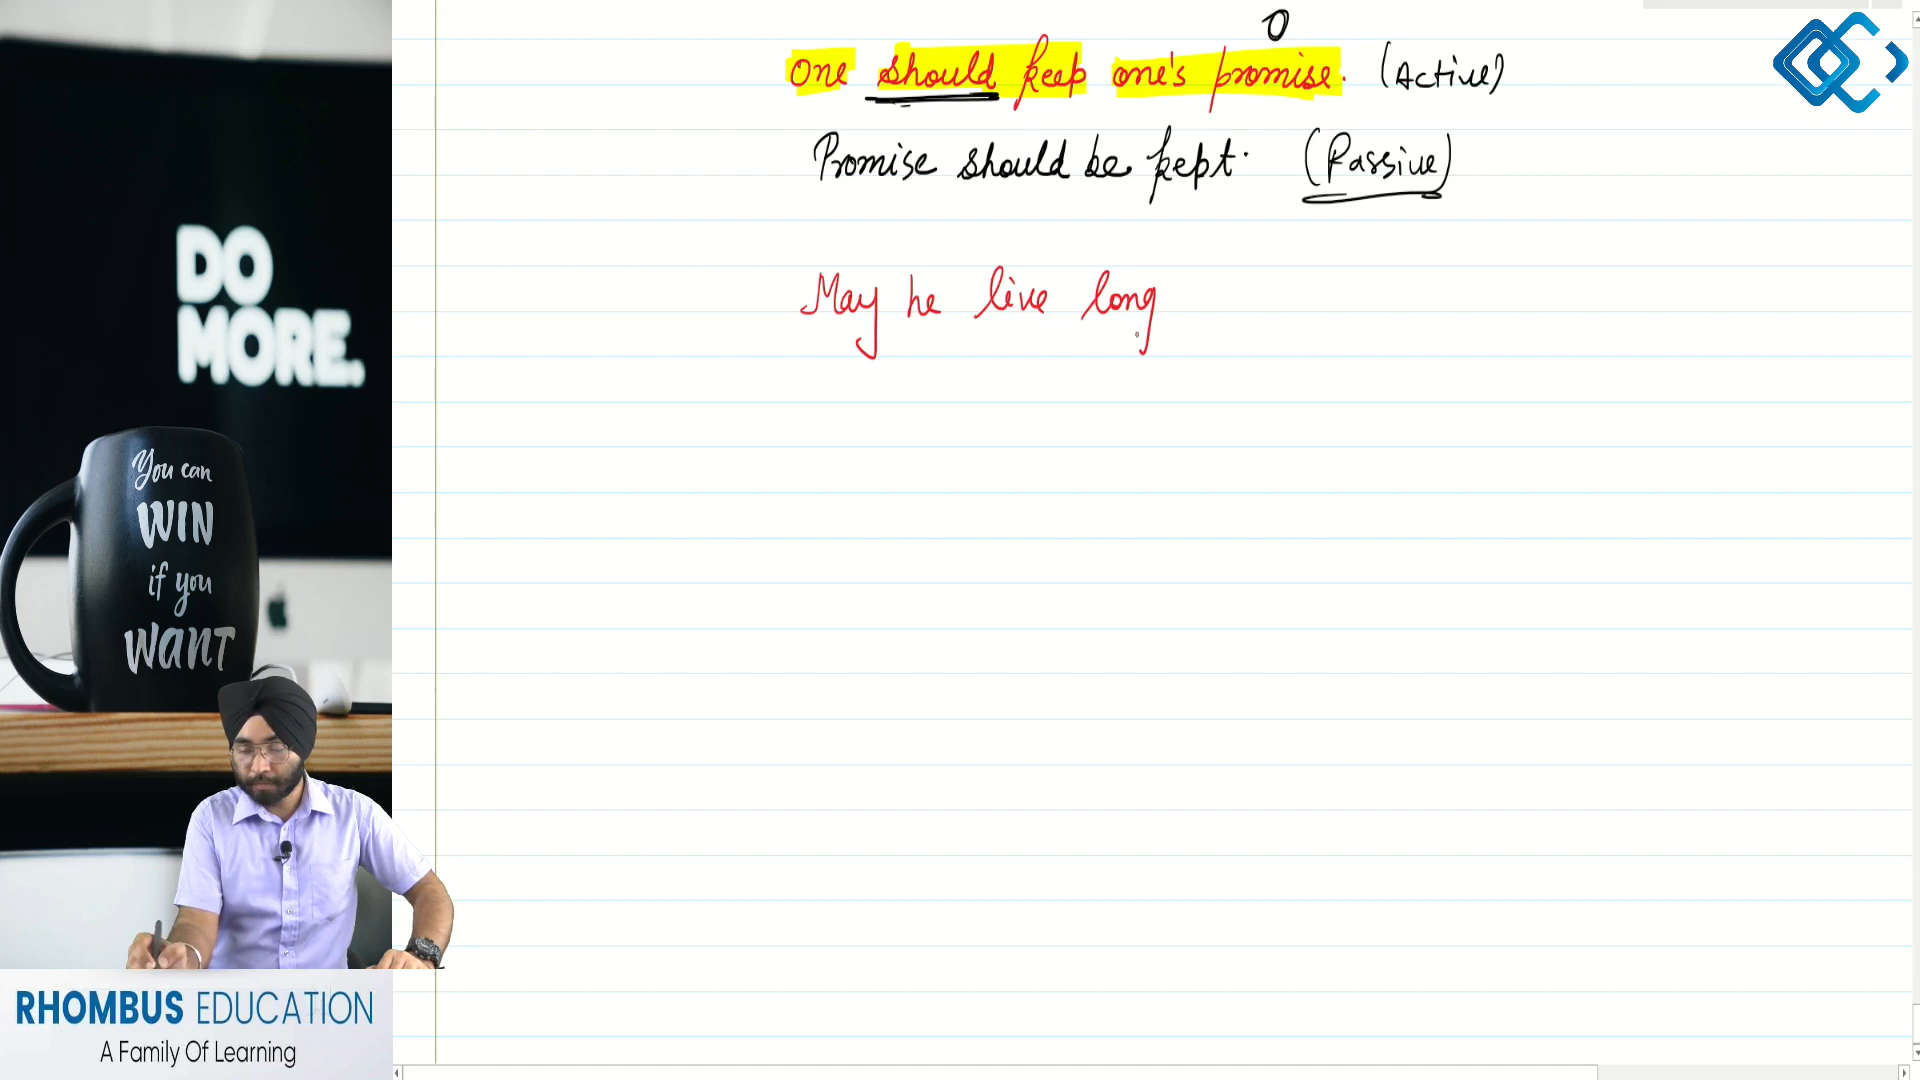 O
One should keep one's promise. (Active)
Promise should be kept. (Passive)
May he live long
DO
MORE.
You can
WIN
if you
WANT
RHOMBUS EDUCATION
A Family Of Learning